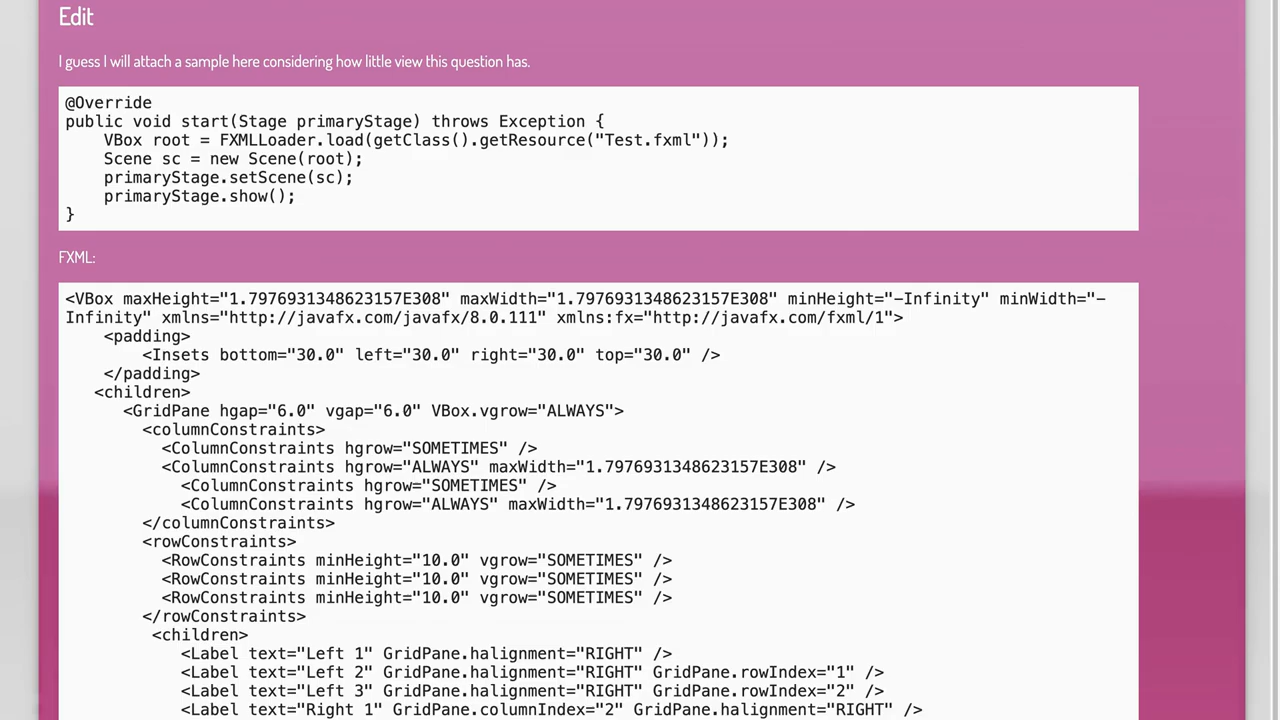 Edit
I guess I will attach a sample here considering how little view this question has.
@Override
public void start(Stage primaryStage) throws Exception {
    VBox root = FXMLLoader.load(getClass().getResource("Test.fxml"));
    Scene sc = new Scene(root);
    primaryStage.setScene(sc);
    primaryStage.show();
}
FXML:
<VBox maxHeight="1.7976931348623157E308" maxWidth="1.7976931348623157E308" minHeight="-Infinity" minWidth="-
Infinity" xmlns="http://javafx.com/javafx/8.0.111" xmlns:fx="http://javafx.com/fxml/1">
    <padding>
        <Insets bottom="30.0" left="30.0" right="30.0" top="30.0" />
    </padding>
   <children>
      <GridPane hgap="6.0" vgap="6.0" VBox.vgrow="ALWAYS">
        <columnConstraints>
          <ColumnConstraints hgrow="SOMETIMES" />
          <ColumnConstraints hgrow="ALWAYS" maxWidth="1.7976931348623157E308" />
            <ColumnConstraints hgrow="SOMETIMES" />
            <ColumnConstraints hgrow="ALWAYS" maxWidth="1.7976931348623157E308" />
        </columnConstraints>
        <rowConstraints>
          <RowConstraints minHeight="10.0" vgrow="SOMETIMES" />
          <RowConstraints minHeight="10.0" vgrow="SOMETIMES" />
          <RowConstraints minHeight="10.0" vgrow="SOMETIMES" />
        </rowConstraints>
         <children>
            <Label text="Left 1" GridPane.halignment="RIGHT" />
            <Label text="Left 2" GridPane.halignment="RIGHT" GridPane.rowIndex="1" />
            <Label text="Left 3" GridPane.halignment="RIGHT" GridPane.rowIndex="2" />
            <Label text="Right 1" GridPane.columnIndex="2" GridPane.halignment="RIGHT" />